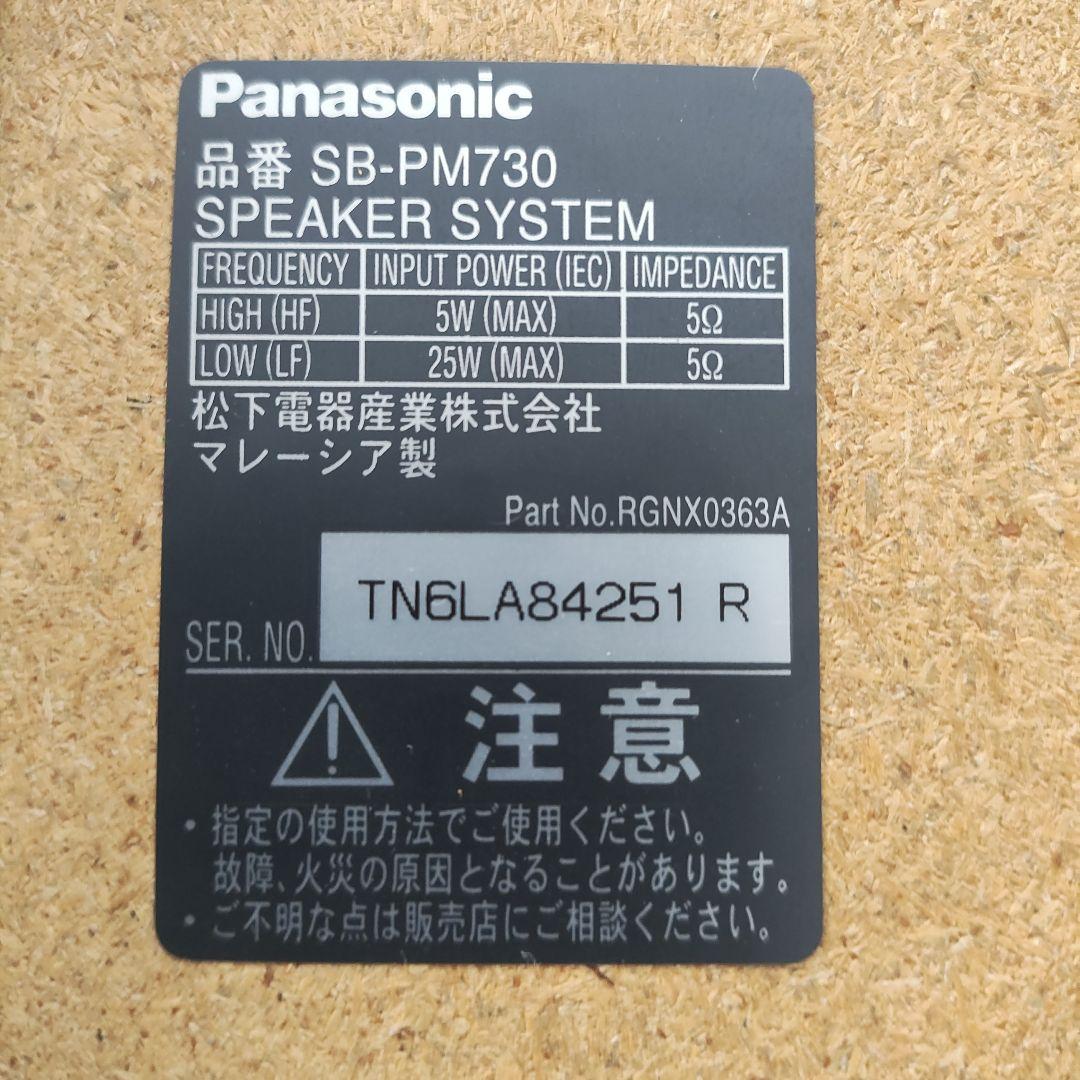 Panasonic
品番 SB-PM730
SPEAKER SYSTEM
FREQUENCY INPUT POWER (IEC) IMPEDANCE
HIGH (HF) 5W (MAX) 5Ω
LOW (LF) 25W (MAX) 5Ω
松下電器産業株式会社
マレーシア製
Part No.RGNX0363A
SER. NO. TN6LA84251 R
注意
・指定の使用方法でご使用ください。
故障、火災の原因となることがあります。
・ご不明な点は販売店にご相談ください。